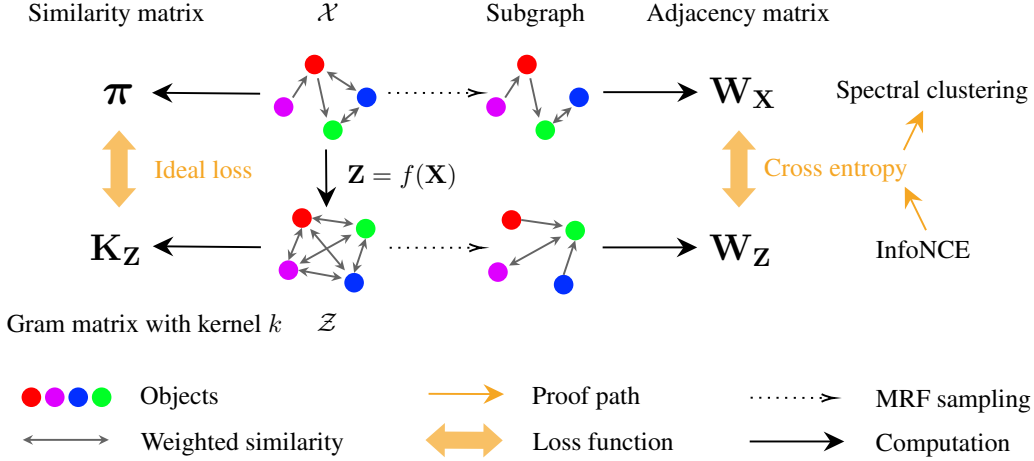 Similarity matrix
𝒳
Subgraph
Adjacency matrix
π
W_X
Spectral clustering
Ideal loss
Z = f(X)
Cross entropy
K_Z
W_Z
InfoNCE
Gram matrix with kernel k
𝒵
Objects
Proof path
MRF sampling
Weighted similarity
Loss function
Computation